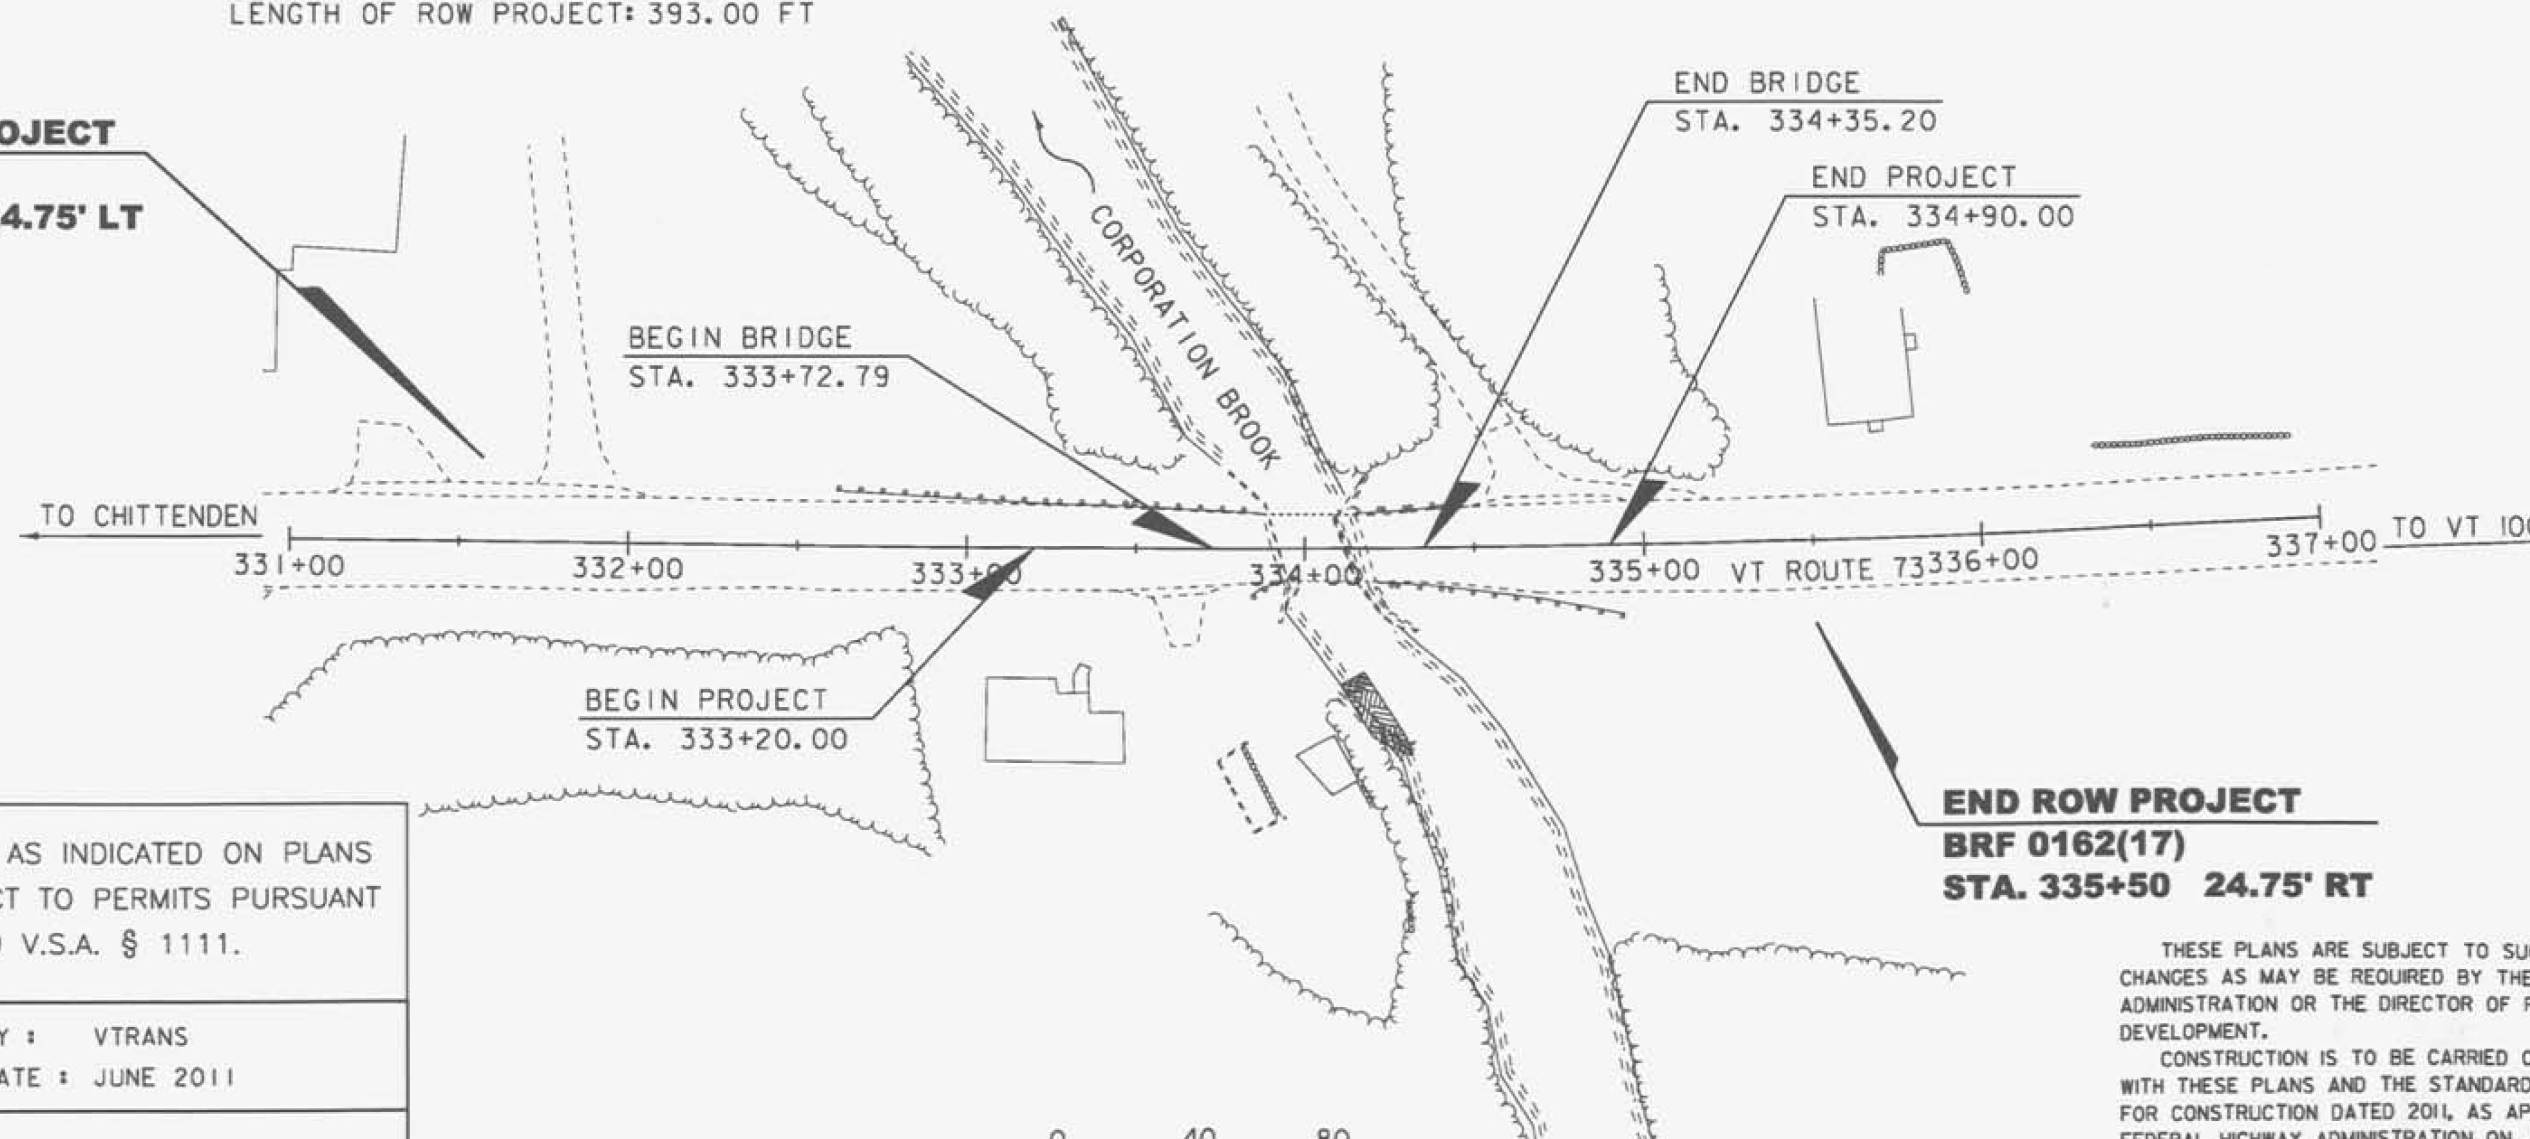 LENGTH OF ROW PROJECT: 393.00 FT
END BRIDGE
STA. 334+35.20
OJECT
4.75' LT
END PROJECT
STA. 334+90.00
CORPORATION BROOK
BEGIN BRIDGE
STA. 333+72.79
TO CHITTENDEN
331+00
332+00
333+00
334+00
335+00
VT ROUTE 73
336+00
337+00
TO VT 100
BEGIN PROJECT
STA. 333+20.00
END ROW PROJECT
BRF 0162(17)
STA. 335+50 24.75' RT
AS INDICATED ON PLANS
CT TO PERMITS PURSUANT
V.S.A. § 1111.
Y : VTRANS
ATE : JUNE 2011
THESE PLANS ARE SUBJECT TO SU
CHANGES AS MAY BE REQUIRED BY THE
ADMINISTRATION OR THE DIRECTOR OF
DEVELOPMENT.
CONSTRUCTION IS TO BE CARRIED
WITH THESE PLANS AND THE STANDARD
FOR CONSTRUCTION DATED 2011, AS AP
FEDERAL HIGHWAY ADMINISTRATION ON
0 40 80